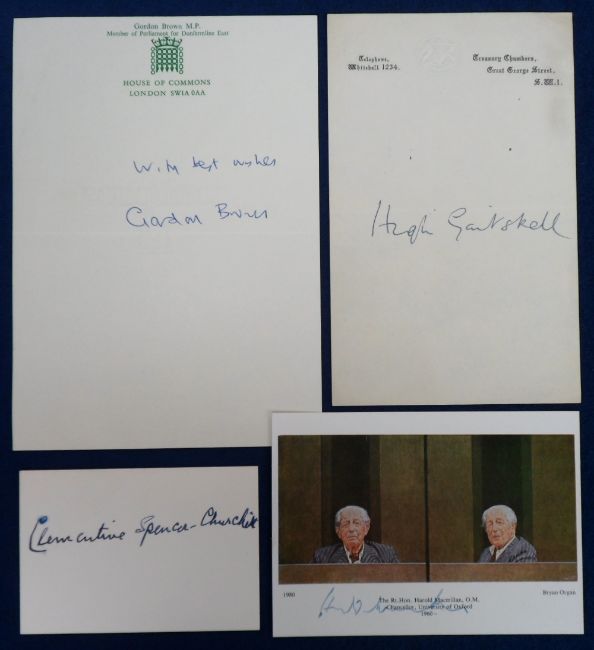 Gordon Brown M.P.
Member of Parliament for Dunfermline East
HOUSE OF COMMONS
LONDON SW1A 0AA
With best wishes
Gordon Brown
Telephone,
Whitehall 1234.
Treasury Chambers,
Great George Street,
S.W.1.
Hugh Gaitskell
Clementine Spencer-Churchill
1980
Bryan Organ
The Rt. Hon. Harold Macmillan, O.M.
Chancellor, University of Oxford
1960-